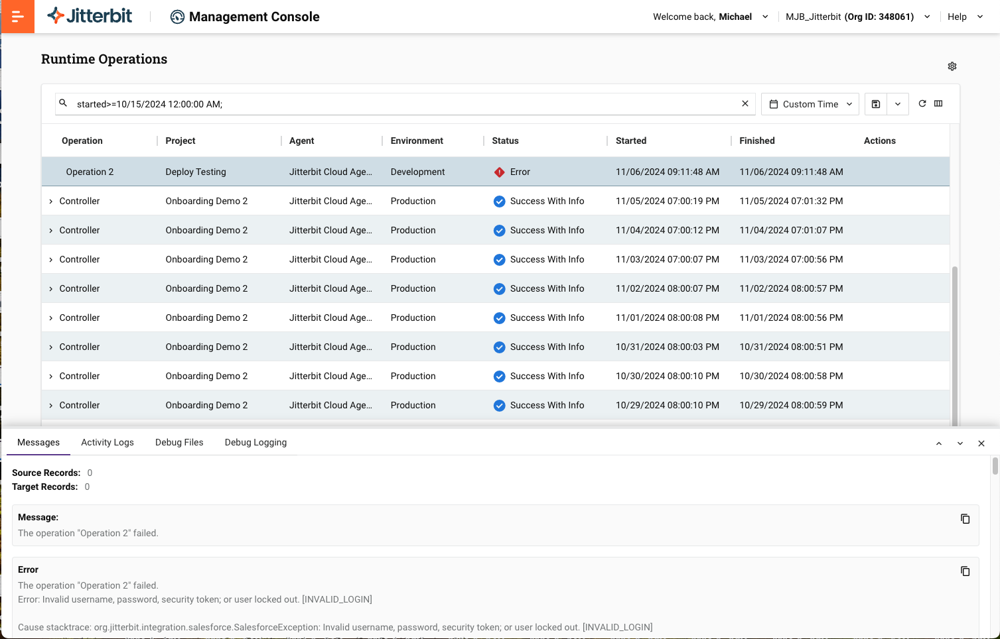 Jitterbit
Management Console
Welcome back, Michael
MJB_Jitterbit (Org ID: 348061)
Help
Runtime Operations
started>=10/15/2024 12:00:00 AM;
Custom Time
Operation Project Agent Environment Status Started Finished Actions
Operation 2 Deploy Testing Jitterbit Cloud Age... Development Error 11/06/2024 09:11:48 AM 11/06/2024 09:11:48 AM
Controller Onboarding Demo 2 Jitterbit Cloud Age... Production Success With Info 11/05/2024 07:00:19 PM 11/05/2024 07:01:32 PM
Controller Onboarding Demo 2 Jitterbit Cloud Age... Production Success With Info 11/04/2024 07:00:12 PM 11/04/2024 07:01:07 PM
Controller Onboarding Demo 2 Jitterbit Cloud Age... Production Success With Info 11/03/2024 07:00:07 PM 11/03/2024 07:00:56 PM
Controller Onboarding Demo 2 Jitterbit Cloud Age... Production Success With Info 11/02/2024 08:00:07 PM 11/02/2024 08:00:57 PM
Controller Onboarding Demo 2 Jitterbit Cloud Age... Production Success With Info 11/01/2024 08:00:08 PM 11/01/2024 08:00:56 PM
Controller Onboarding Demo 2 Jitterbit Cloud Age... Production Success With Info 10/31/2024 08:00:03 PM 10/31/2024 08:00:51 PM
Controller Onboarding Demo 2 Jitterbit Cloud Age... Production Success With Info 10/30/2024 08:00:10 PM 10/30/2024 08:00:58 PM
Controller Onboarding Demo 2 Jitterbit Cloud Age... Production Success With Info 10/29/2024 08:00:10 PM 10/29/2024 08:00:59 PM
Messages Activity Logs Debug Files Debug Logging
Source Records: 0
Target Records: 0
Message:
The operation "Operation 2" failed.
Error
The operation "Operation 2" failed.
Error: Invalid username, password, security token; or user locked out. [INVALID_LOGIN]
Cause stacktrace: org.jitterbit.integration.salesforce.SalesforceException: Invalid username, password, security token; or user locked out. [INVALID_LOGIN]